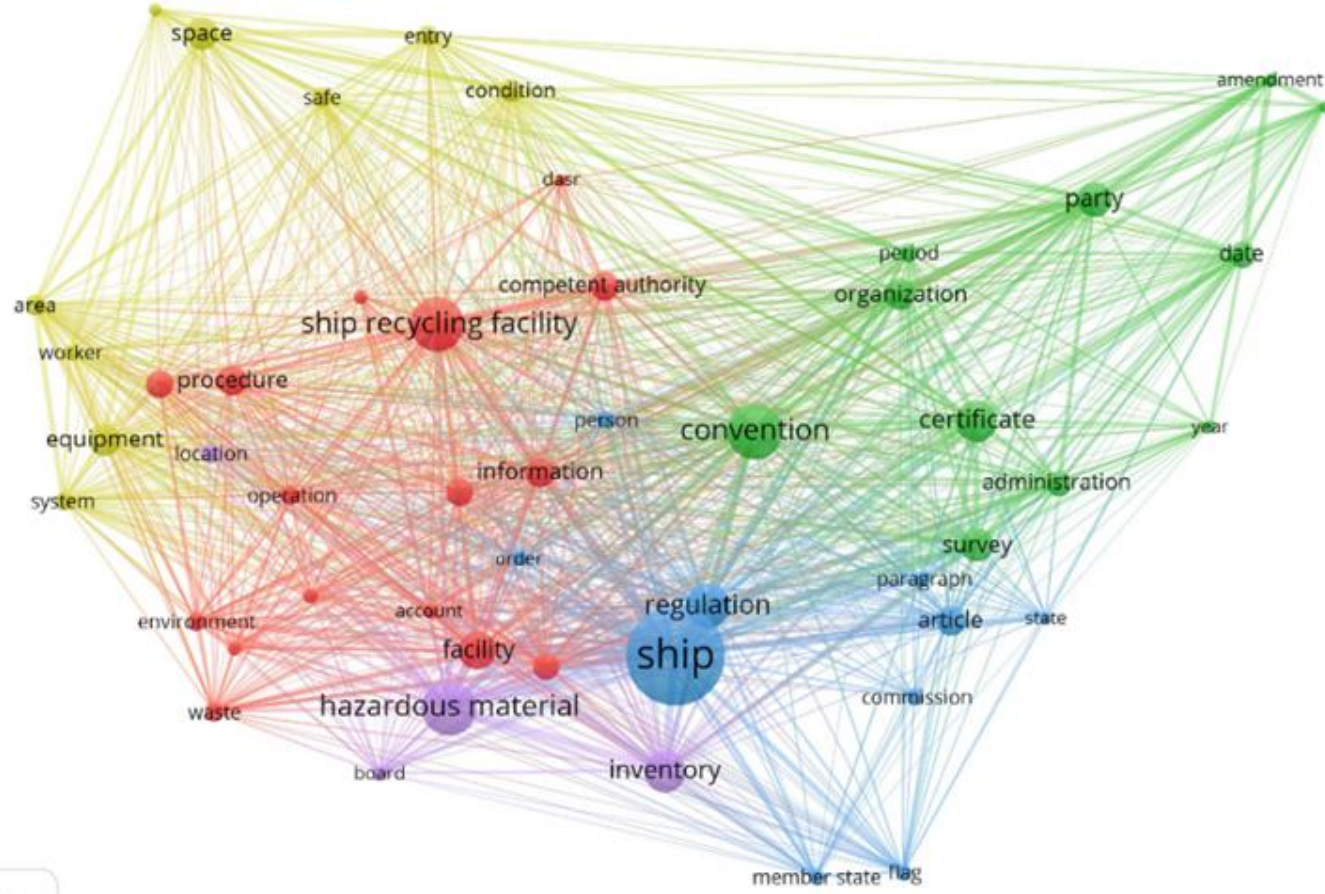 space
entry
condition
safe
amendment
dasr
party
period
date
competent authority
organization
area
ship recycling facility
worker
procedure
person
convention
certificate
year
equipment
location
information
administration
operation
system
survey
order
paragraph
account
regulation
environment
article
state
facility
ship
commission
hazardous material
waste
board
inventory
member state
flag